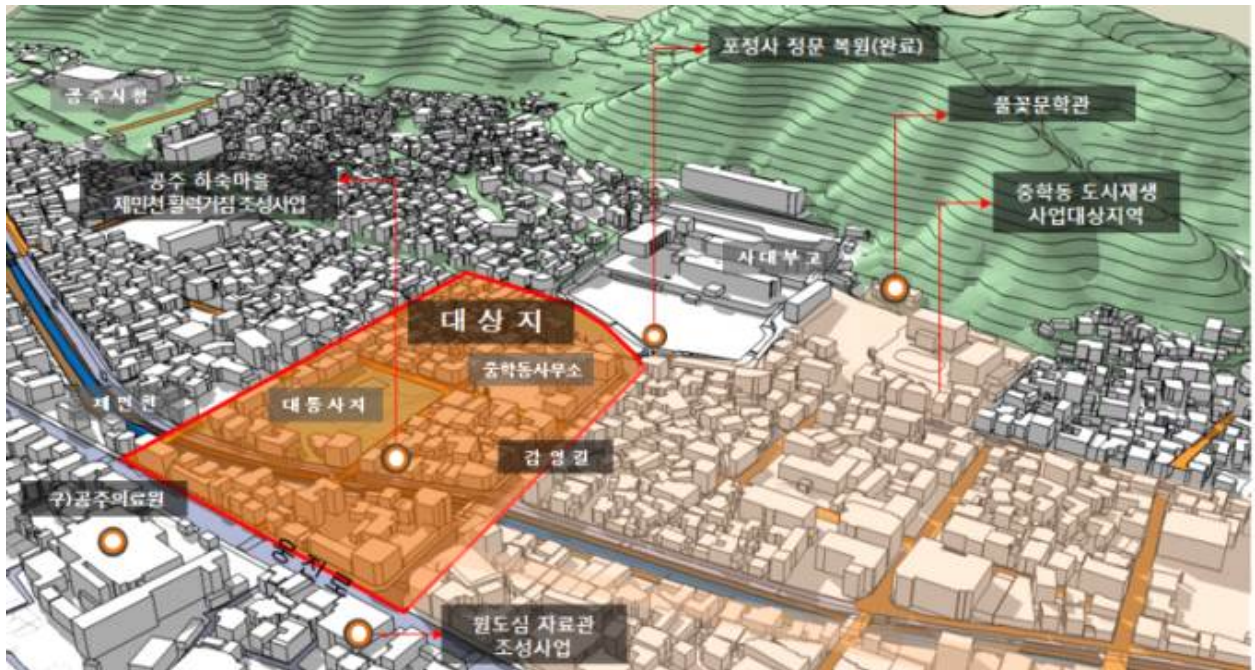 포정사 정문 복원(완료)
공주시청
풀꽃문학관
공주 하숙마을
제민천 활력거점 조성사업
중학동 도시재생
사업대상지역
사대부고
대상지
중학동사무소
대통사지
제민천
감영길
구)공주의료원
웅진로
원도심 자료관
조성사업